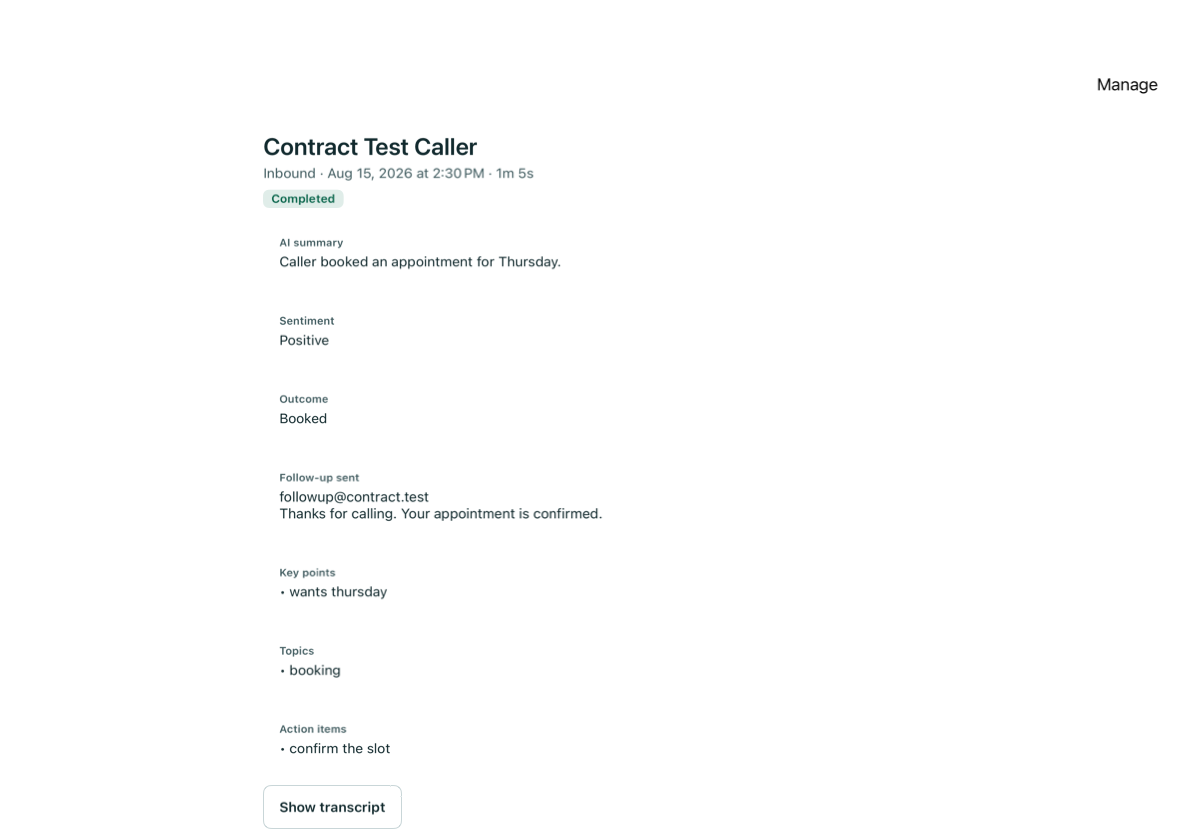 Manage
Contract Test Caller
Inbound · Aug 15, 2026 at 2:30 PM · 1m 5s
Completed
AI summary
Caller booked an appointment for Thursday.
Sentiment
Positive
Outcome
Booked
Follow-up sent
followup@contract.test
Thanks for calling. Your appointment is confirmed.
Key points
• wants thursday
Topics
• booking
Action items
• confirm the slot
Show transcript